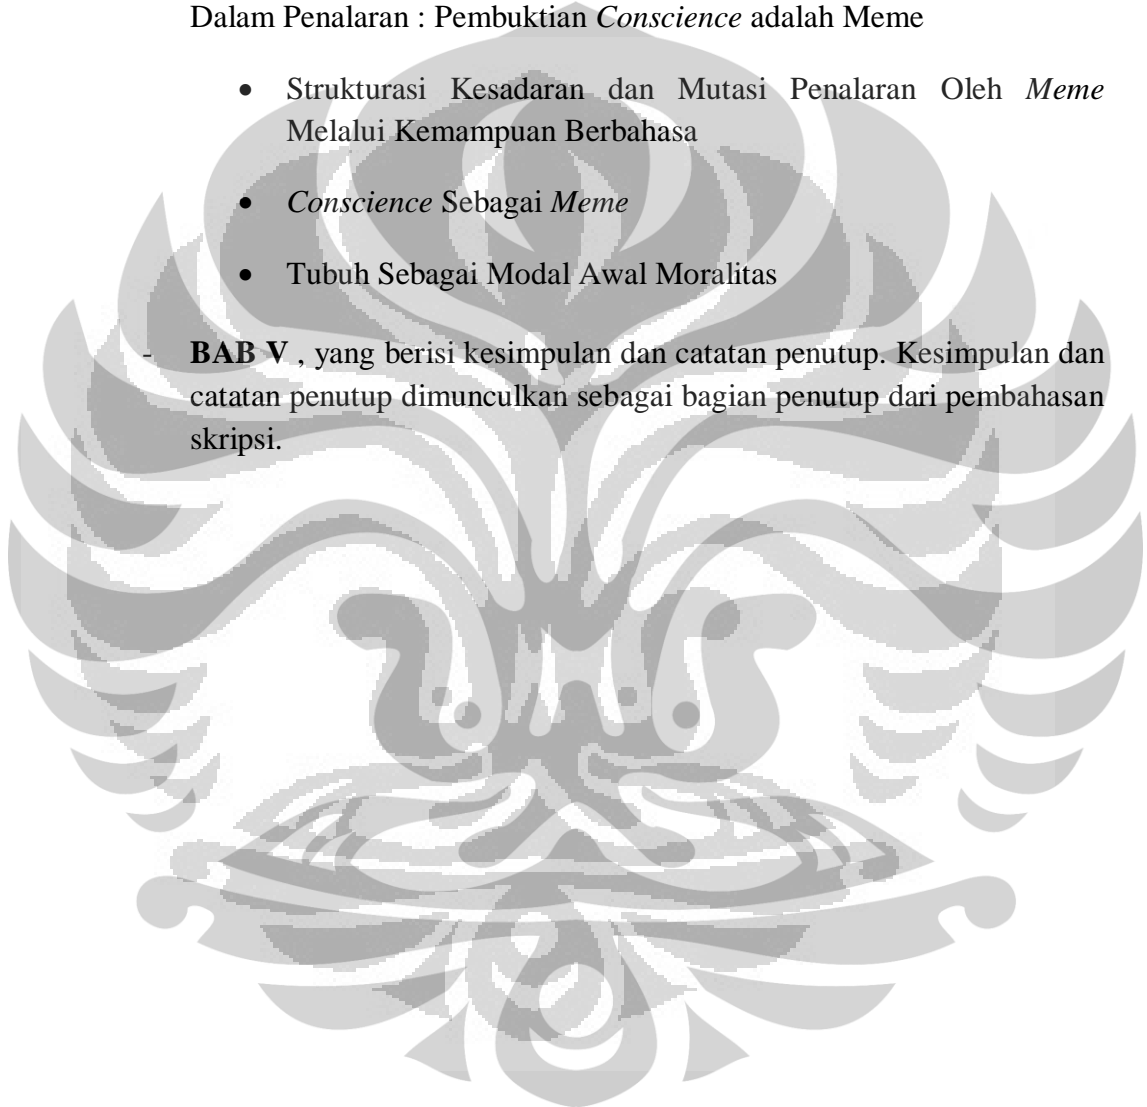 Dalam Penalaran : Pembuktian Conscience adalah Meme
• Strukturasi Kesadaran dan Mutasi Penalaran Oleh Meme
Melalui Kemampuan Berbahasa
• Conscience Sebagai Meme
• Tubuh Sebagai Modal Awal Moralitas
- BAB V , yang berisi kesimpulan dan catatan penutup. Kesimpulan dan
catatan penutup dimunculkan sebagai bagian penutup dari pembahasan
skripsi.